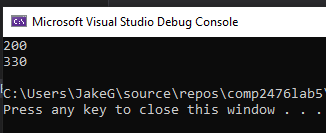 Microsoft Visual Studio Debug Console
200
330
C:\Users\JakeG\source\repos\comp2476lab5\
Press any key to close this window . . .